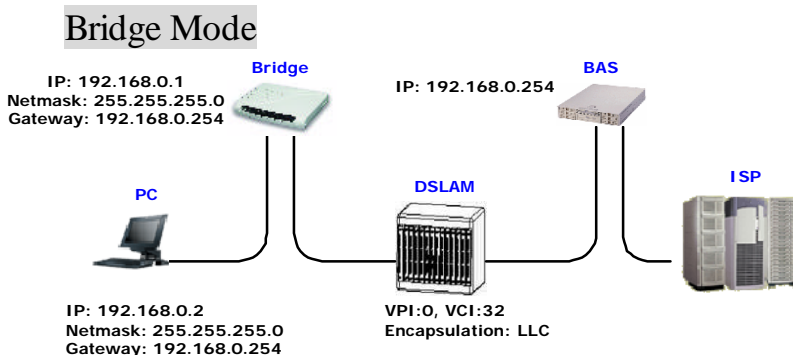 Bridge Mode
Bridge
IP: 192.168.0.1
Netmask: 255.255.255.0
Gateway: 192.168.0.254
BAS
IP: 192.168.0.254
PC
DSLAM
ISP
IP: 192.168.0.2
Netmask: 255.255.255.0
Gateway: 192.168.0.254
VPI:0, VCI:32
Encapsulation: LLC